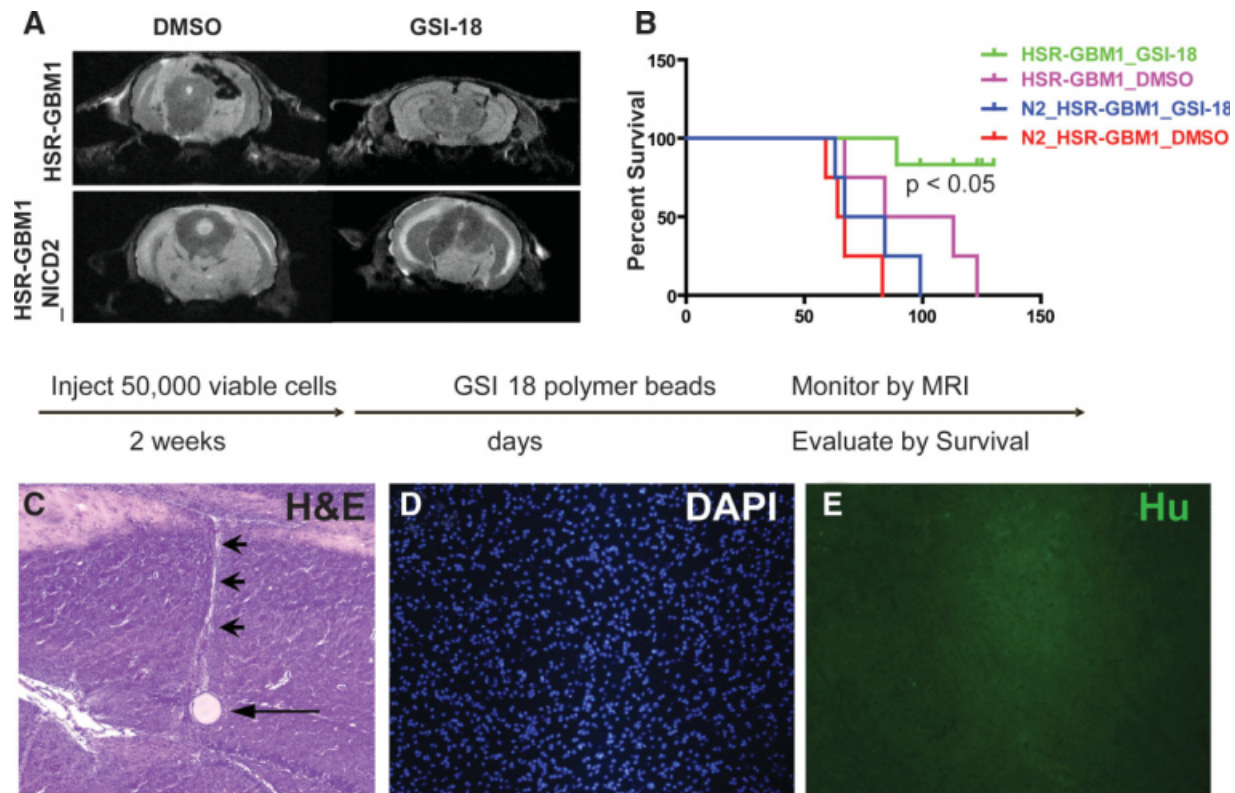 A
DMSO
GSI-18
HSR-GBM1
HSR-GBM1
_NICD2
B
HSR-GBM1_GSI-18
HSR-GBM1_DMSO
N2_HSR-GBM1_GSI-18
N2_HSR-GBM1_DMSO
150
100
50
0
Percent Survival
p < 0.05
0
50
100
150
Inject 50,000 viable cells
GSI 18 polymer beads
Monitor by MRI
2 weeks
days
Evaluate by Survival
C
H&E
D
DAPI
E
Hu